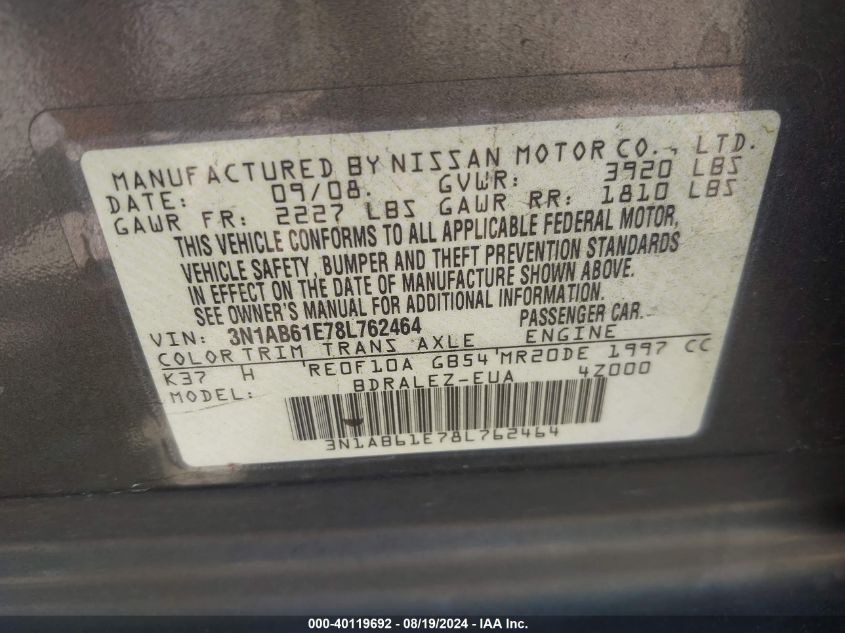 MANUFACTURED BY NISSAN MOTOR CO., LTD.
DATE: 09/08. GVWR: 3920 LBS
GAWR FR: 2227 LBS GAWR RR: 1810 LBS
THIS VEHICLE CONFORMS TO ALL APPLICABLE FEDERAL MOTOR,
VEHICLE SAFETY, BUMPER AND THEFT PREVENTION STANDARDS
IN EFFECT ON THE DATE OF MANUFACTURE SHOWN ABOVE.
SEE OWNER'S MANUAL FOR ADDITIONAL INFORMATION.
VIN: 3N1AB61E78L762464 PASSENGER CAR.
COLOR TRIM TRANS AXLE ENGINE
K37 H RE0F10A GB54 MR20DE 1997 CC
MODEL: BDRALEZ-EUA 4Z000
3N1AB61E78L762464
000-40119692 - 08/19/2024 - IAA Inc.